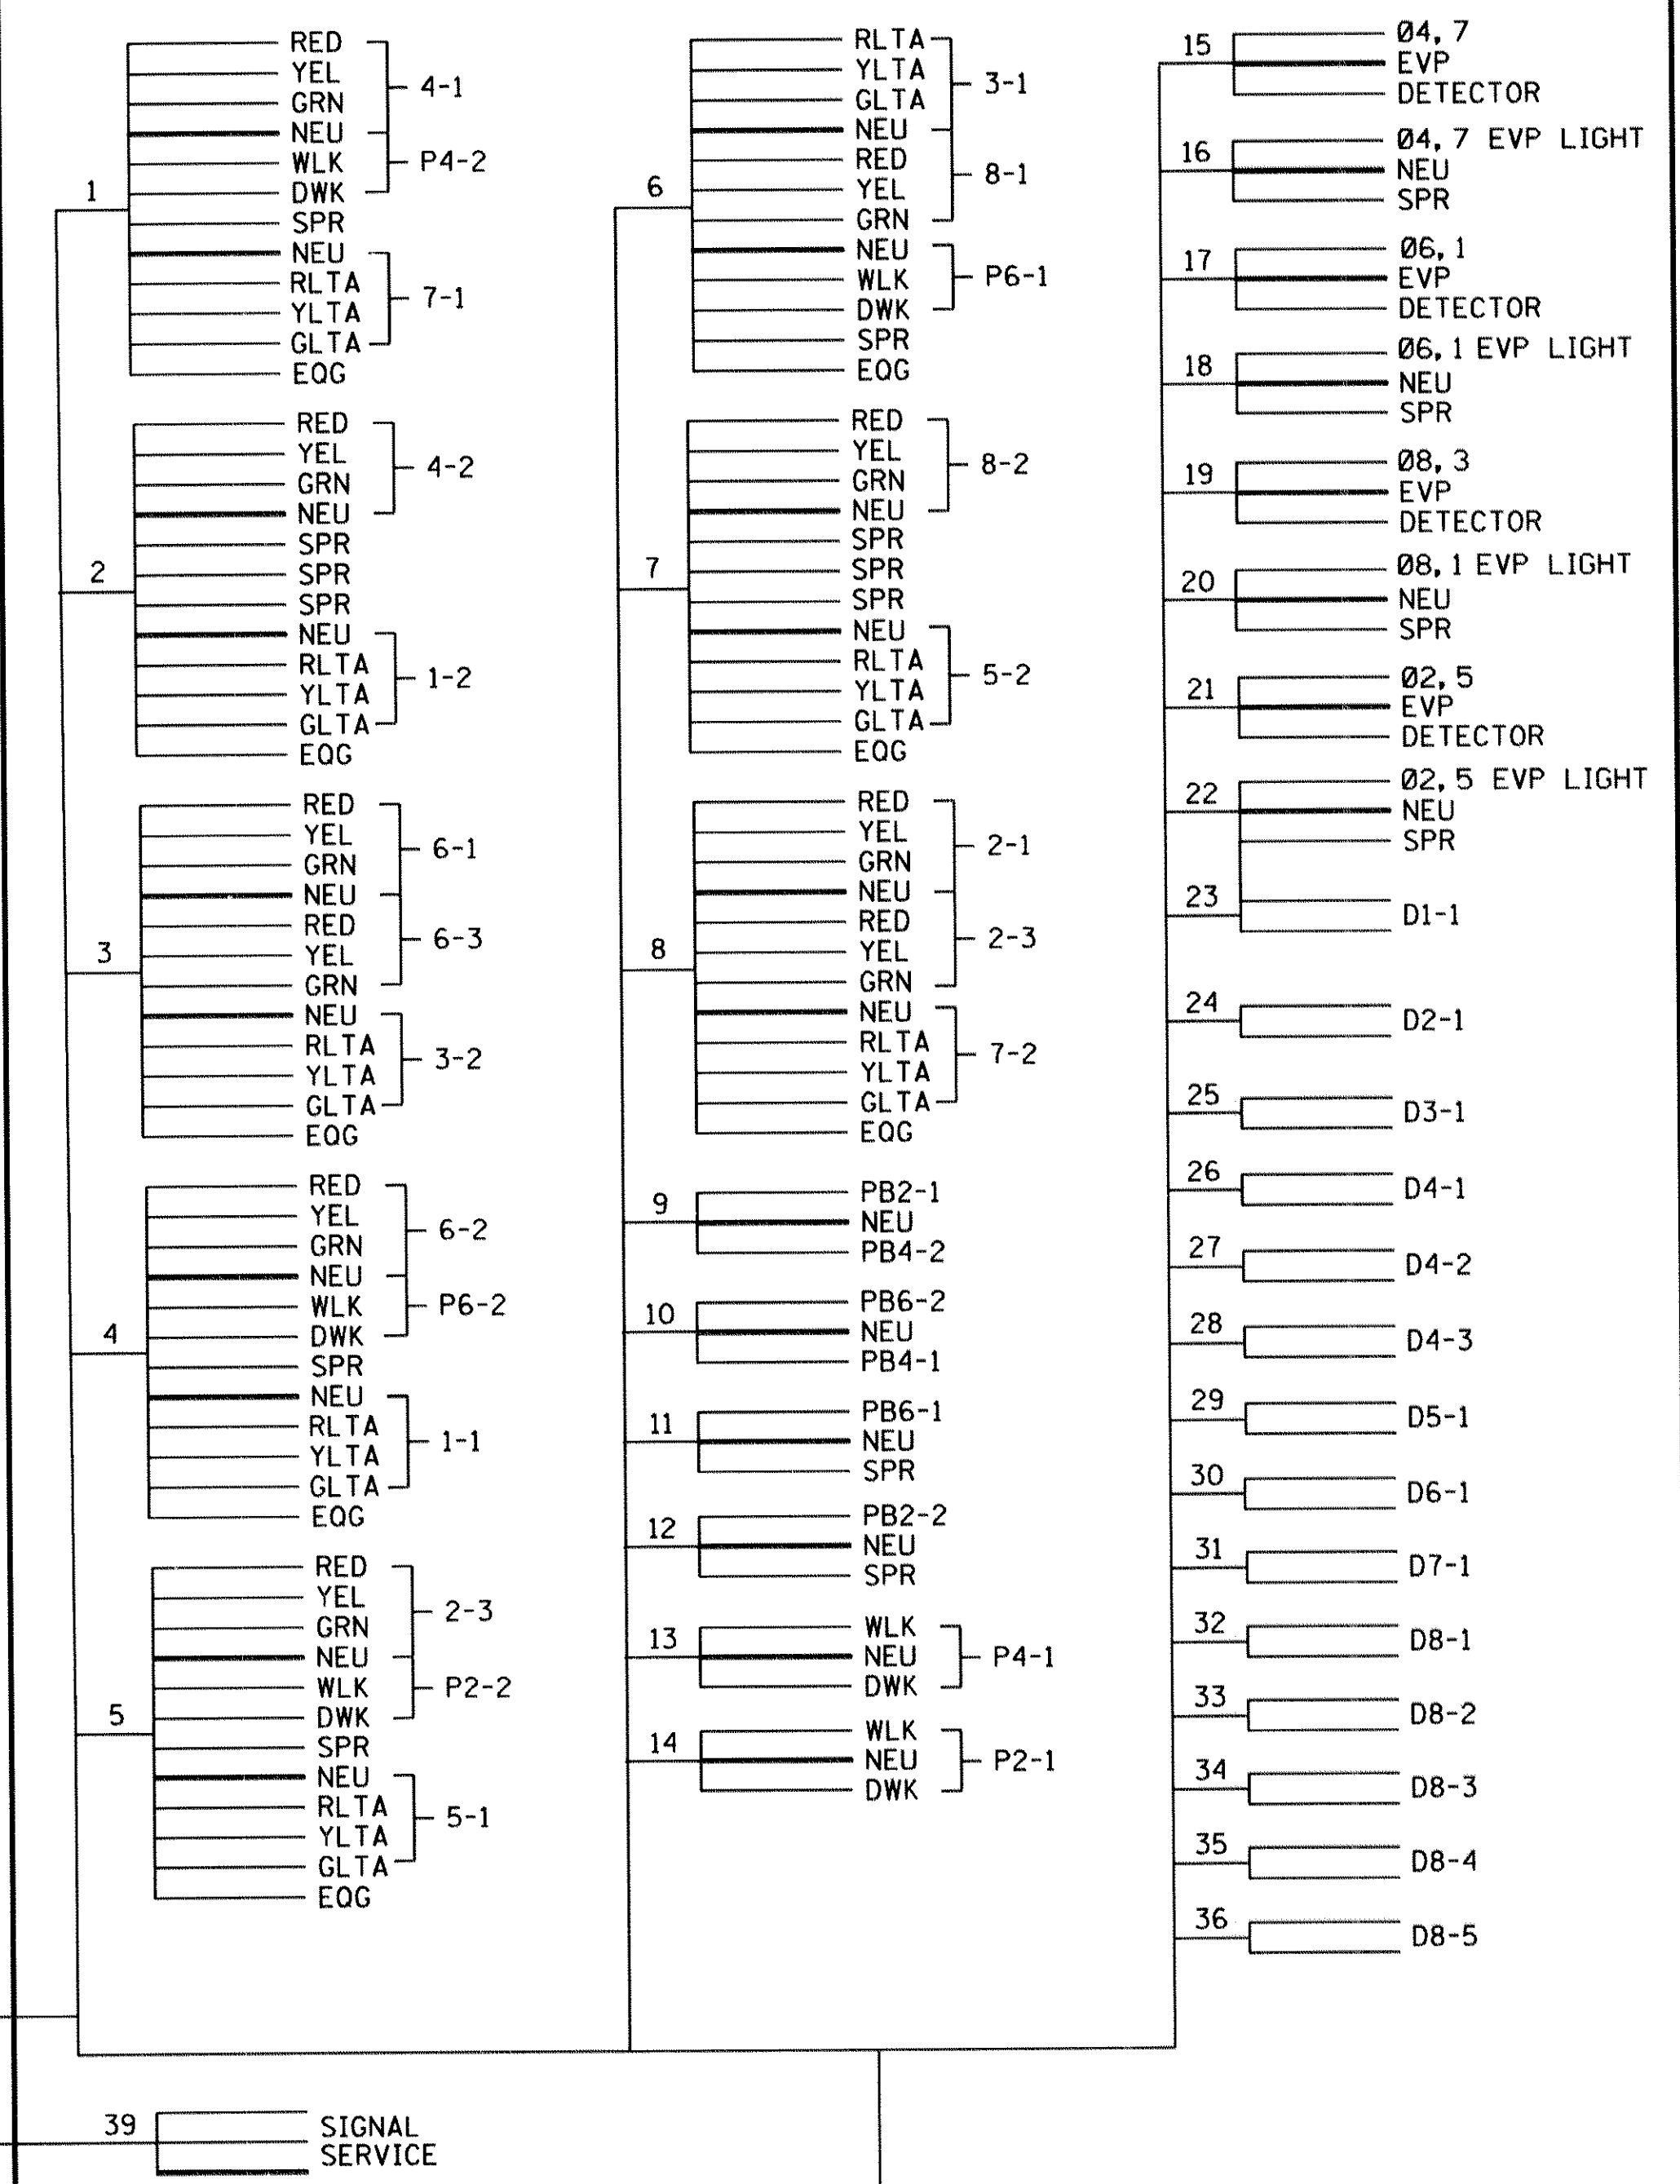 1
RED
YEL
GRN
NEU
WLK
DWK
SPR
NEU
RLTA
YLTA
GLTA
EQG
4-1
P4-2
7-1
2
RED
YEL
GRN
NEU
SPR
SPR
SPR
NEU
RLTA
YLTA
GLTA
EQG
4-2
1-2
3
RED
YEL
GRN
NEU
RED
YEL
GRN
NEU
RLTA
YLTA
GLTA
EQG
6-1
6-3
3-2
4
RED
YEL
GRN
NEU
WLK
DWK
SPR
NEU
RLTA
YLTA
GLTA
EQG
6-2
P6-2
1-1
5
RED
YEL
GRN
NEU
WLK
DWK
SPR
NEU
RLTA
YLTA
GLTA
EQG
2-3
P2-2
5-1
6
RLTA
YLTA
GLTA
NEU
RED
YEL
GRN
NEU
WLK
DWK
SPR
EQG
3-1
8-1
P6-1
7
RED
YEL
GRN
NEU
SPR
SPR
SPR
NEU
RLTA
YLTA
GLTA
EQG
8-2
5-2
8
RED
YEL
GRN
NEU
RED
YEL
GRN
NEU
RLTA
YLTA
GLTA
EQG
2-1
2-3
7-2
9
PB2-1
NEU
PB4-2
10
PB6-2
NEU
PB4-1
11
PB6-1
NEU
SPR
12
PB2-2
NEU
SPR
13
WLK
NEU
DWK
P4-1
14
WLK
NEU
DWK
P2-1
15
Ø4,7
EVP
DETECTOR
16
Ø4,7 EVP LIGHT
NEU
SPR
17
Ø6,1
EVP
DETECTOR
18
Ø6,1 EVP LIGHT
NEU
SPR
19
Ø8,3
EVP
DETECTOR
20
Ø8,1 EVP LIGHT
NEU
SPR
21
Ø2,5
EVP
DETECTOR
22
Ø2,5 EVP LIGHT
NEU
SPR
23
D1-1
24
D2-1
25
D3-1
26
D4-1
27
D4-2
28
D4-3
29
D5-1
30
D6-1
31
D7-1
32
D8-1
33
D8-2
34
D8-3
35
D8-4
36
D8-5
39
SIGNAL
SERVICE